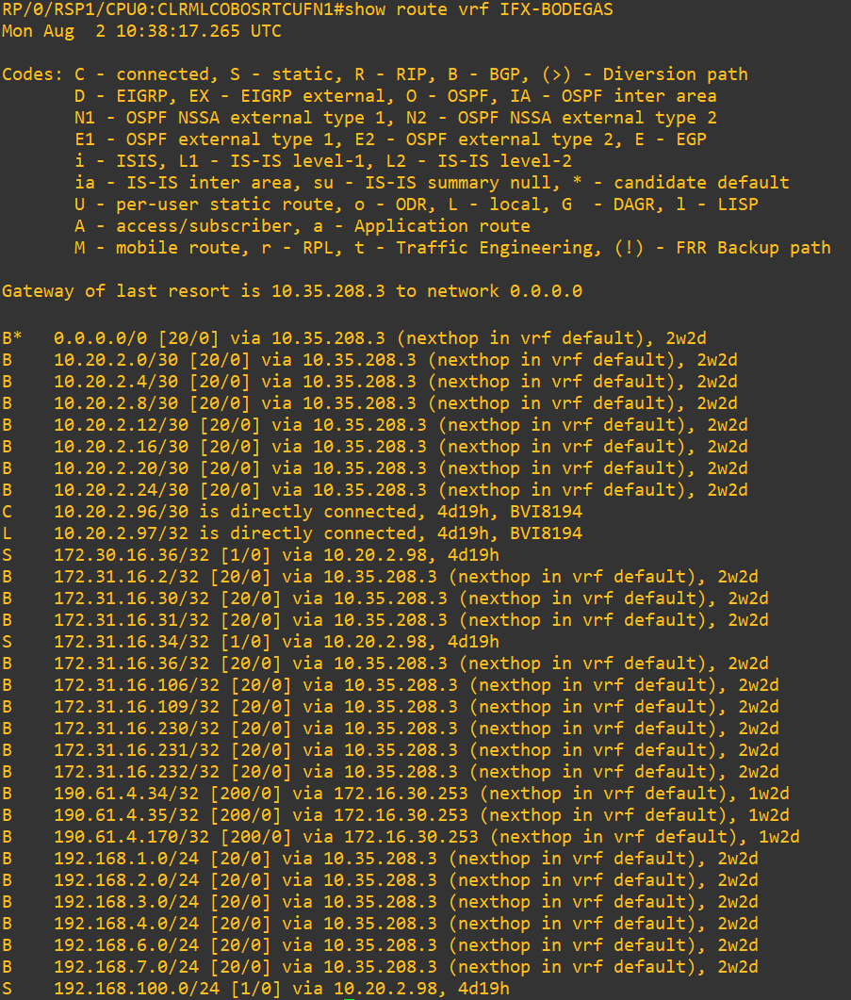 RP/0/RSP1/CPU0:CLRMLCOBOSRTCUFN1#show route vrf IFX-BODEGAS
Mon Aug  2 10:38:17.265 UTC

Codes: C - connected, S - static, R - RIP, B - BGP, (>) - Diversion path
       D - EIGRP, EX - EIGRP external, O - OSPF, IA - OSPF inter area
       N1 - OSPF NSSA external type 1, N2 - OSPF NSSA external type 2
       E1 - OSPF external type 1, E2 - OSPF external type 2, E - EGP
       i - ISIS, L1 - IS-IS level-1, L2 - IS-IS level-2
       ia - IS-IS inter area, su - IS-IS summary null, * - candidate default
       U - per-user static route, o - ODR, L - local, G  - DAGR, l - LISP
       A - access/subscriber, a - Application route
       M - mobile route, r - RPL, t - Traffic Engineering, (!) - FRR Backup path

Gateway of last resort is 10.35.208.3 to network 0.0.0.0

B*   0.0.0.0/0 [20/0] via 10.35.208.3 (nexthop in vrf default), 2w2d
B    10.20.2.0/30 [20/0] via 10.35.208.3 (nexthop in vrf default), 2w2d
B    10.20.2.4/30 [20/0] via 10.35.208.3 (nexthop in vrf default), 2w2d
B    10.20.2.8/30 [20/0] via 10.35.208.3 (nexthop in vrf default), 2w2d
B    10.20.2.12/30 [20/0] via 10.35.208.3 (nexthop in vrf default), 2w2d
B    10.20.2.16/30 [20/0] via 10.35.208.3 (nexthop in vrf default), 2w2d
B    10.20.2.20/30 [20/0] via 10.35.208.3 (nexthop in vrf default), 2w2d
B    10.20.2.24/30 [20/0] via 10.35.208.3 (nexthop in vrf default), 2w2d
C    10.20.2.96/30 is directly connected, 4d19h, BVI8194
L    10.20.2.97/32 is directly connected, 4d19h, BVI8194
S    172.30.16.36/32 [1/0] via 10.20.2.98, 4d19h
B    172.31.16.2/32 [20/0] via 10.35.208.3 (nexthop in vrf default), 2w2d
B    172.31.16.30/32 [20/0] via 10.35.208.3 (nexthop in vrf default), 2w2d
B    172.31.16.31/32 [20/0] via 10.35.208.3 (nexthop in vrf default), 2w2d
S    172.31.16.34/32 [1/0] via 10.20.2.98, 4d19h
B    172.31.16.36/32 [20/0] via 10.35.208.3 (nexthop in vrf default), 2w2d
B    172.31.16.106/32 [20/0] via 10.35.208.3 (nexthop in vrf default), 2w2d
B    172.31.16.109/32 [20/0] via 10.35.208.3 (nexthop in vrf default), 2w2d
B    172.31.16.230/32 [20/0] via 10.35.208.3 (nexthop in vrf default), 2w2d
B    172.31.16.231/32 [20/0] via 10.35.208.3 (nexthop in vrf default), 2w2d
B    172.31.16.232/32 [20/0] via 10.35.208.3 (nexthop in vrf default), 2w2d
B    190.61.4.34/32 [200/0] via 172.16.30.253 (nexthop in vrf default), 1w2d
B    190.61.4.35/32 [200/0] via 172.16.30.253 (nexthop in vrf default), 1w2d
B    190.61.4.170/32 [200/0] via 172.16.30.253 (nexthop in vrf default), 1w2d
B    192.168.1.0/24 [20/0] via 10.35.208.3 (nexthop in vrf default), 2w2d
B    192.168.2.0/24 [20/0] via 10.35.208.3 (nexthop in vrf default), 2w2d
B    192.168.3.0/24 [20/0] via 10.35.208.3 (nexthop in vrf default), 2w2d
B    192.168.4.0/24 [20/0] via 10.35.208.3 (nexthop in vrf default), 2w2d
B    192.168.6.0/24 [20/0] via 10.35.208.3 (nexthop in vrf default), 2w2d
B    192.168.7.0/24 [20/0] via 10.35.208.3 (nexthop in vrf default), 2w2d
S    192.168.100.0/24 [1/0] via 10.20.2.98, 4d19h